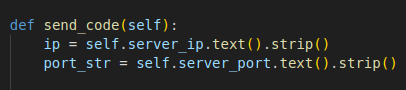 def send_code(self):
    ip = self.server_ip.text().strip()
    port_str = self.server_port.text().strip()